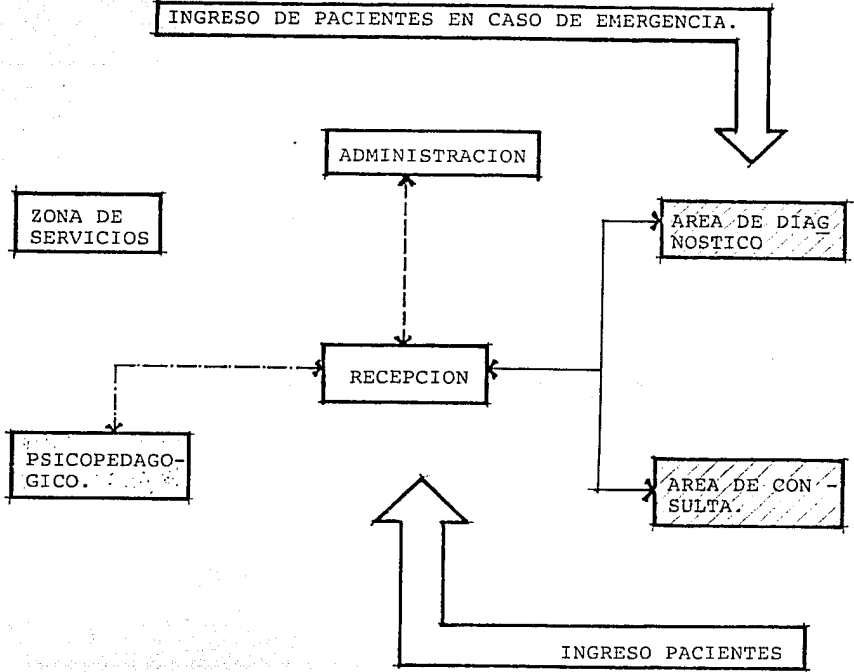 INGRESO DE PACIENTES EN CASO DE EMERGENCIA.
ADMINISTRACION
ZONA DE
SERVICIOS
AREA DE DIAG
NOSTICO
RECEPCION
PSICOPEDAGO-
GICO.
AREA DE CON -
SULTA.
INGRESO PACIENTES